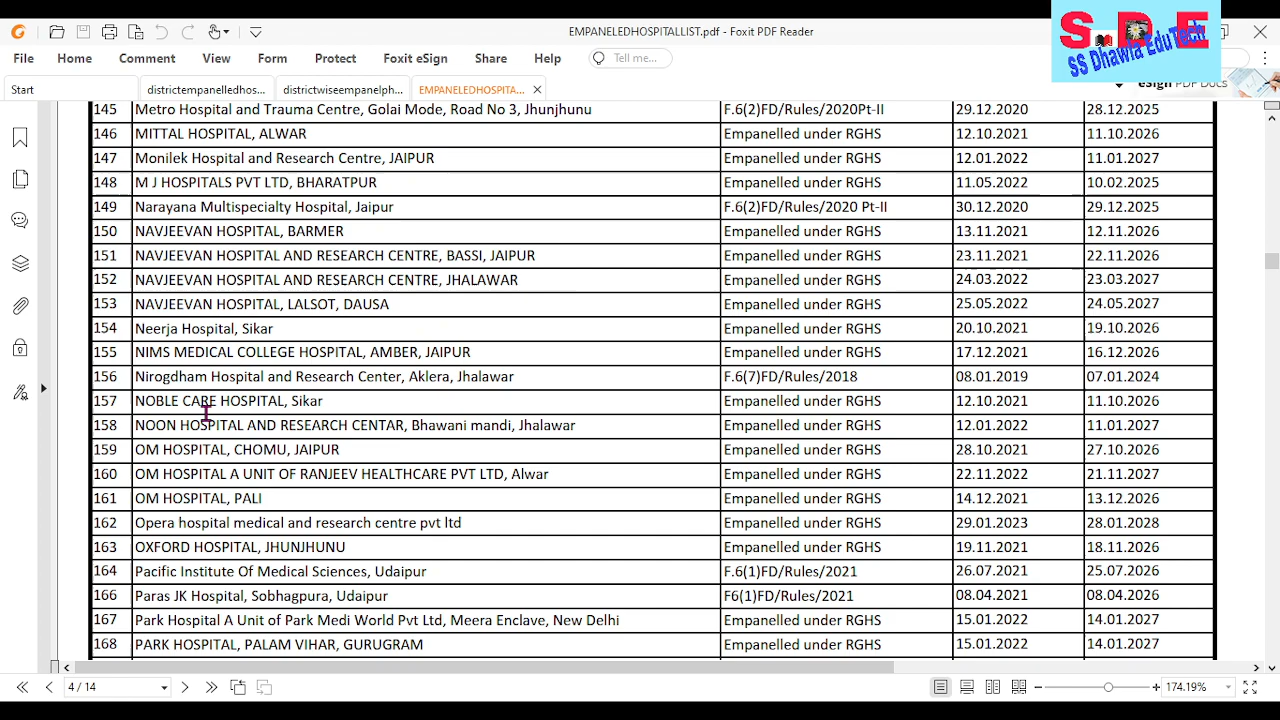 EMPANELEDHOSPITALLIST.pdf - Foxit PDF Reader
S.D.E
SS Dhawla EduTech
File Home Comment View Form Protect Foxit eSign Share Help Tell me...
Start districtempanelledhos... districtwiseempanelph... EMPANELEDHOSPITA... eSign PDF Docs
145 Metro Hospital and Trauma Centre, Golai Mode, Road No 3, Jhunjhunu F.6(2)FD/Rules/2020Pt-II 29.12.2020 28.12.2025
146 MITTAL HOSPITAL, ALWAR Empanelled under RGHS 12.10.2021 11.10.2026
147 Monilek Hospital and Research Centre, JAIPUR Empanelled under RGHS 12.01.2022 11.01.2027
148 M J HOSPITALS PVT LTD, BHARATPUR Empanelled under RGHS 11.05.2022 10.02.2025
149 Narayana Multispecialty Hospital, Jaipur F.6(2)FD/Rules/2020 Pt-II 30.12.2020 29.12.2025
150 NAVJEEVAN HOSPITAL, BARMER Empanelled under RGHS 13.11.2021 12.11.2026
151 NAVJEEVAN HOSPITAL AND RESEARCH CENTRE, BASSI, JAIPUR Empanelled under RGHS 23.11.2021 22.11.2026
152 NAVJEEVAN HOSPITAL AND RESEARCH CENTRE, JHALAWAR Empanelled under RGHS 24.03.2022 23.03.2027
153 NAVJEEVAN HOSPITAL, LALSOT, DAUSA Empanelled under RGHS 25.05.2022 24.05.2027
154 Neerja Hospital, Sikar Empanelled under RGHS 20.10.2021 19.10.2026
155 NIMS MEDICAL COLLEGE HOSPITAL, AMBER, JAIPUR Empanelled under RGHS 17.12.2021 16.12.2026
156 Nirogdham Hospital and Research Center, Aklera, Jhalawar F.6(7)FD/Rules/2018 08.01.2019 07.01.2024
157 NOBLE CARE HOSPITAL, Sikar Empanelled under RGHS 12.10.2021 11.10.2026
158 NOON HOSPITAL AND RESEARCH CENTAR, Bhawani mandi, Jhalawar Empanelled under RGHS 12.01.2022 11.01.2027
159 OM HOSPITAL, CHOMU, JAIPUR Empanelled under RGHS 28.10.2021 27.10.2026
160 OM HOSPITAL A UNIT OF RANJEEV HEALTHCARE PVT LTD, Alwar Empanelled under RGHS 22.11.2022 21.11.2027
161 OM HOSPITAL, PALI Empanelled under RGHS 14.12.2021 13.12.2026
162 Opera hospital medical and research centre pvt ltd Empanelled under RGHS 29.01.2023 28.01.2028
163 OXFORD HOSPITAL, JHUNJHUNU Empanelled under RGHS 19.11.2021 18.11.2026
164 Pacific Institute Of Medical Sciences, Udaipur F.6(1)FD/Rules/2021 26.07.2021 25.07.2026
166 Paras JK Hospital, Sobhagpura, Udaipur F6(1)FD/Rules/2021 08.04.2021 08.04.2026
167 Park Hospital A Unit of Park Medi World Pvt Ltd, Meera Enclave, New Delhi Empanelled under RGHS 15.01.2022 14.01.2027
168 PARK HOSPITAL, PALAM VIHAR, GURUGRAM Empanelled under RGHS 15.01.2022 14.01.2027
4 / 14 174.19%